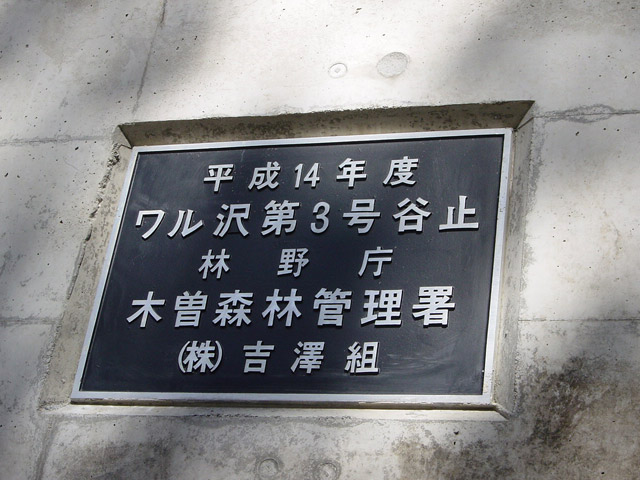 平成14年度
ワル沢第3号谷止
林野庁
木曽森林管理署
(株)吉澤組